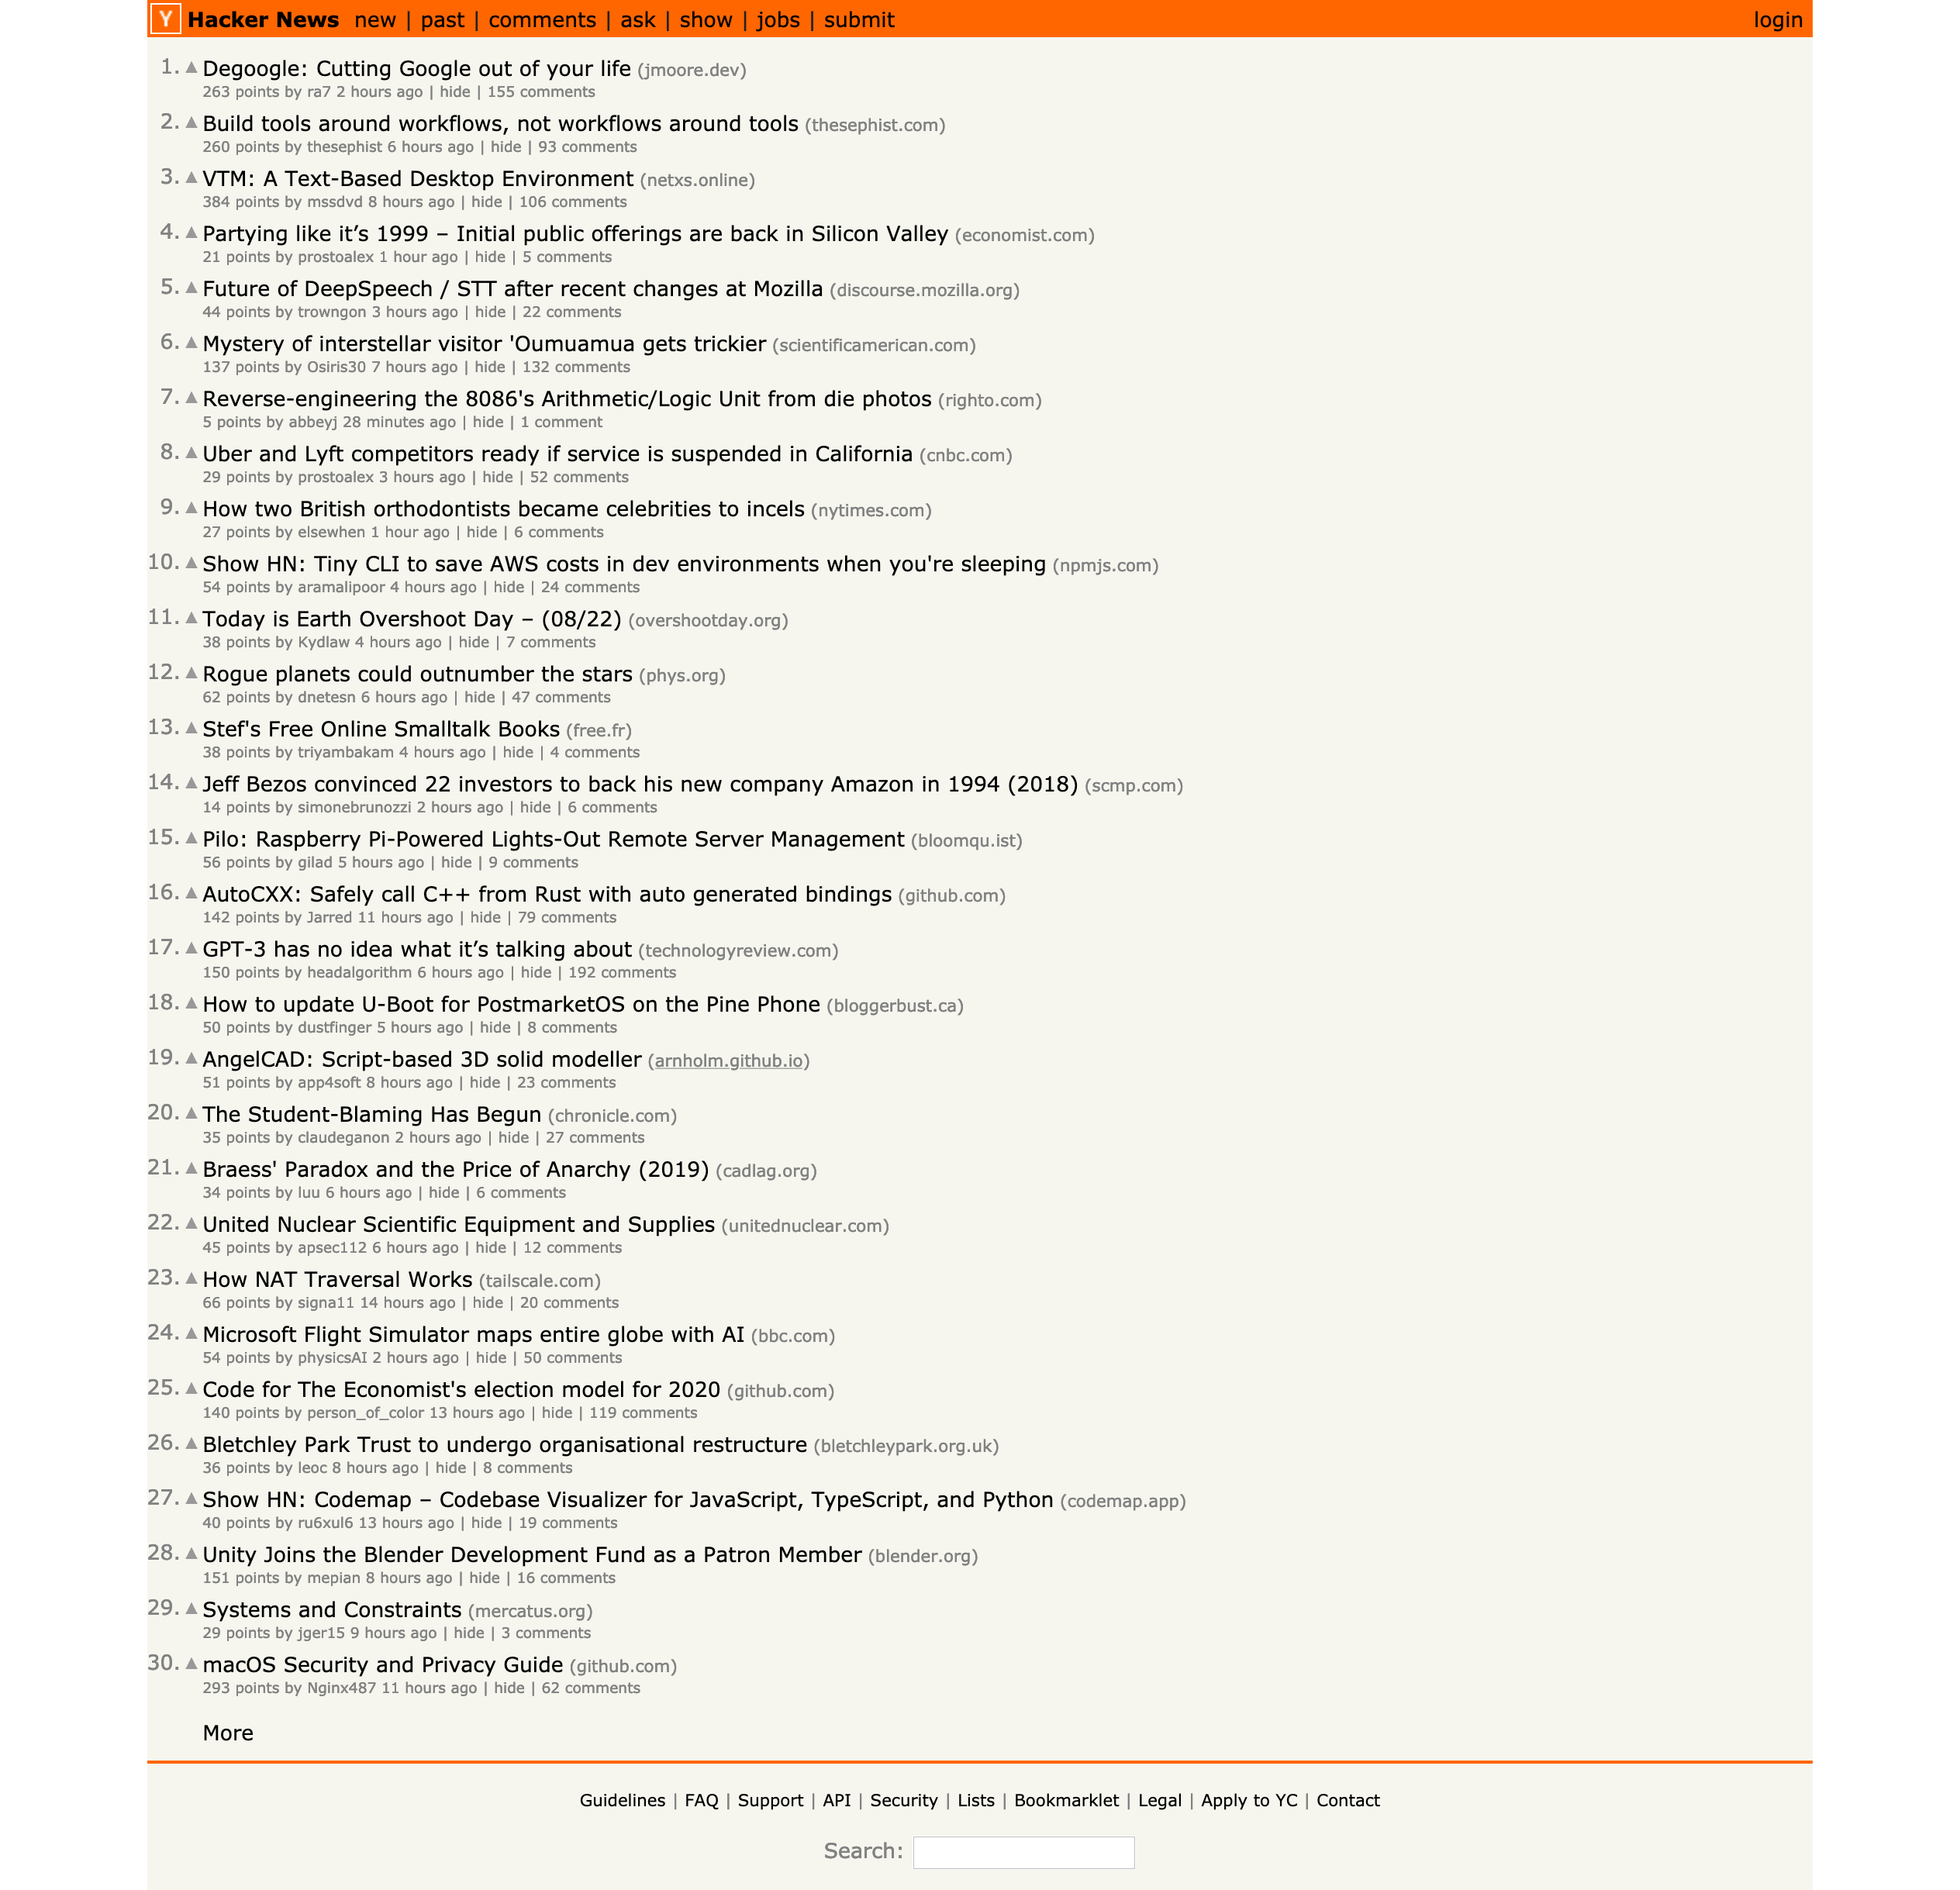 Y Hacker News new | past | comments | ask | show | jobs | submit login
1. ▲ Degoogle: Cutting Google out of your life (jmoore.dev)
263 points by ra7 2 hours ago | hide | 155 comments
2. ▲ Build tools around workflows, not workflows around tools (thesephist.com)
260 points by thesephist 6 hours ago | hide | 93 comments
3. ▲ VTM: A Text-Based Desktop Environment (netxs.online)
384 points by mssdvd 8 hours ago | hide | 106 comments
4. ▲ Partying like it’s 1999 – Initial public offerings are back in Silicon Valley (economist.com)
21 points by prostoalex 1 hour ago | hide | 5 comments
5. ▲ Future of DeepSpeech / STT after recent changes at Mozilla (discourse.mozilla.org)
44 points by trowngon 3 hours ago | hide | 22 comments
6. ▲ Mystery of interstellar visitor 'Oumuamua gets trickier (scientificamerican.com)
137 points by Osiris30 7 hours ago | hide | 132 comments
7. ▲ Reverse-engineering the 8086's Arithmetic/Logic Unit from die photos (righto.com)
5 points by abbeyj 28 minutes ago | hide | 1 comment
8. ▲ Uber and Lyft competitors ready if service is suspended in California (cnbc.com)
29 points by prostoalex 3 hours ago | hide | 52 comments
9. ▲ How two British orthodontists became celebrities to incels (nytimes.com)
27 points by elsewhen 1 hour ago | hide | 6 comments
10. ▲ Show HN: Tiny CLI to save AWS costs in dev environments when you're sleeping (npmjs.com)
54 points by aramalipoor 4 hours ago | hide | 24 comments
11. ▲ Today is Earth Overshoot Day – (08/22) (overshootday.org)
38 points by Kydlaw 4 hours ago | hide | 7 comments
12. ▲ Rogue planets could outnumber the stars (phys.org)
62 points by dnetesn 6 hours ago | hide | 47 comments
13. ▲ Stef's Free Online Smalltalk Books (free.fr)
38 points by triyambakam 4 hours ago | hide | 4 comments
14. ▲ Jeff Bezos convinced 22 investors to back his new company Amazon in 1994 (2018) (scmp.com)
14 points by simonebrunozzi 2 hours ago | hide | 6 comments
15. ▲ Pilo: Raspberry Pi-Powered Lights-Out Remote Server Management (bloomqu.ist)
56 points by gilad 5 hours ago | hide | 9 comments
16. ▲ AutoCXX: Safely call C++ from Rust with auto generated bindings (github.com)
142 points by Jarred 11 hours ago | hide | 79 comments
17. ▲ GPT-3 has no idea what it’s talking about (technologyreview.com)
150 points by headalgorithm 6 hours ago | hide | 192 comments
18. ▲ How to update U-Boot for PostmarketOS on the Pine Phone (bloggerbust.ca)
50 points by dustfinger 5 hours ago | hide | 8 comments
19. ▲ AngelCAD: Script-based 3D solid modeller (arnholm.github.io)
51 points by app4soft 8 hours ago | hide | 23 comments
20. ▲ The Student-Blaming Has Begun (chronicle.com)
35 points by claudeganon 2 hours ago | hide | 27 comments
21. ▲ Braess' Paradox and the Price of Anarchy (2019) (cadlag.org)
34 points by luu 6 hours ago | hide | 6 comments
22. ▲ United Nuclear Scientific Equipment and Supplies (unitednuclear.com)
45 points by apsec112 6 hours ago | hide | 12 comments
23. ▲ How NAT Traversal Works (tailscale.com)
66 points by signa11 14 hours ago | hide | 20 comments
24. ▲ Microsoft Flight Simulator maps entire globe with AI (bbc.com)
54 points by physicsAI 2 hours ago | hide | 50 comments
25. ▲ Code for The Economist's election model for 2020 (github.com)
140 points by person_of_color 13 hours ago | hide | 119 comments
26. ▲ Bletchley Park Trust to undergo organisational restructure (bletchleypark.org.uk)
36 points by leoc 8 hours ago | hide | 8 comments
27. ▲ Show HN: Codemap – Codebase Visualizer for JavaScript, TypeScript, and Python (codemap.app)
40 points by ru6xul6 13 hours ago | hide | 19 comments
28. ▲ Unity Joins the Blender Development Fund as a Patron Member (blender.org)
151 points by mepian 8 hours ago | hide | 16 comments
29. ▲ Systems and Constraints (mercatus.org)
29 points by jger15 9 hours ago | hide | 3 comments
30. ▲ macOS Security and Privacy Guide (github.com)
293 points by Nginx487 11 hours ago | hide | 62 comments
More
Guidelines | FAQ | Support | API | Security | Lists | Bookmarklet | Legal | Apply to YC | Contact
Search: